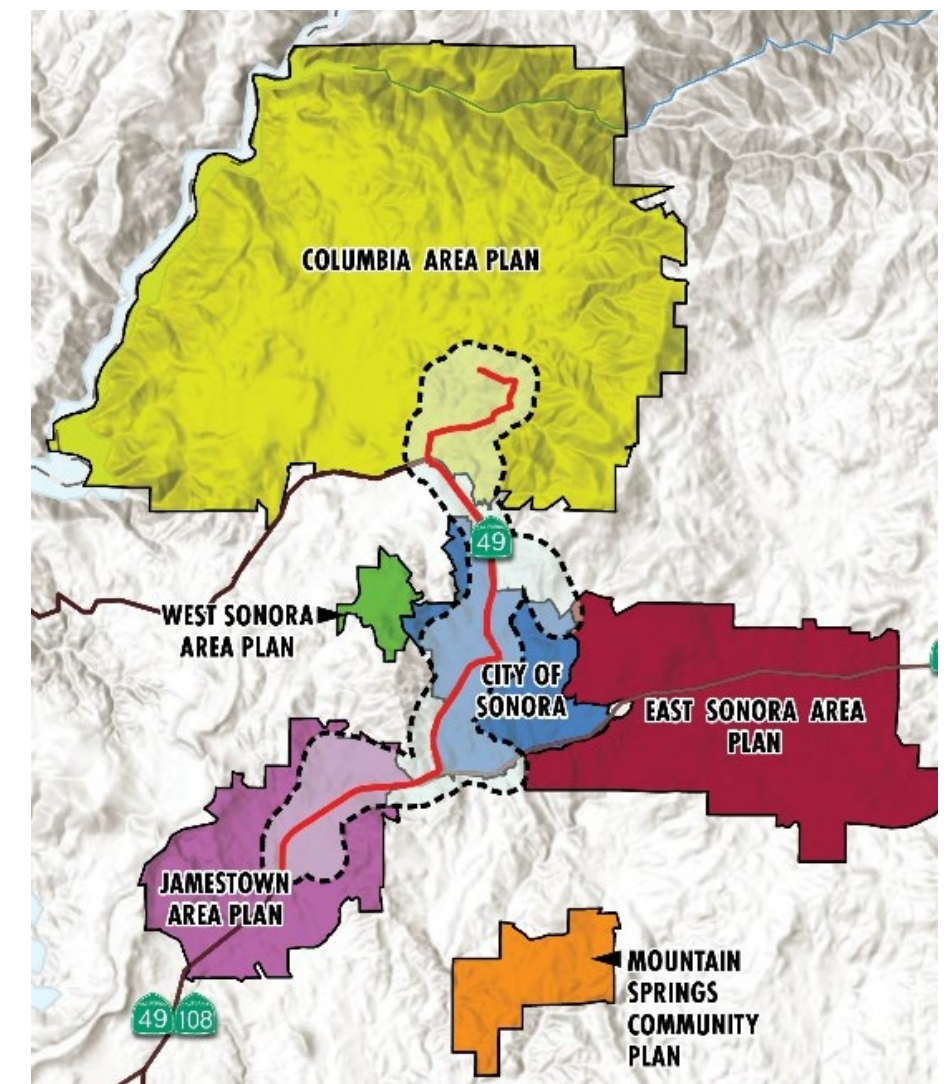 COLUMBIA AREA PLAN
49
WEST SONORA
AREA PLAN
CITY OF
SONORA
EAST SONORA AREA
PLAN
JAMESTOWN
AREA PLAN
MOUNTAIN
SPRINGS
COMMUNITY
PLAN
49 108